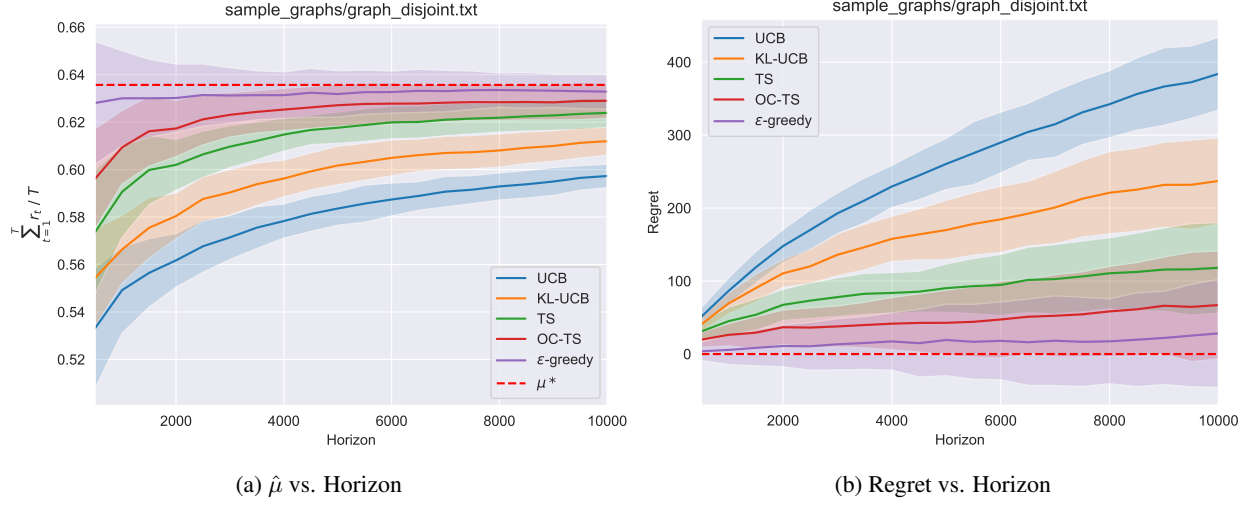 sample_graphs/graph_disjoint.txt
0.66
0.64
0.62
0.60
0.58
0.56
0.54
0.52
∑ᵀₜ₌₁ rₜ / T
2000
4000
6000
8000
10000
Horizon
UCB
KL-UCB
TS
OC-TS
ε-greedy
μ*
(a) μ̂ vs. Horizon
sample_graphs/graph_disjoint.txt
400
300
200
100
0
Regret
2000
4000
6000
8000
10000
Horizon
UCB
KL-UCB
TS
OC-TS
ε-greedy
(b) Regret vs. Horizon